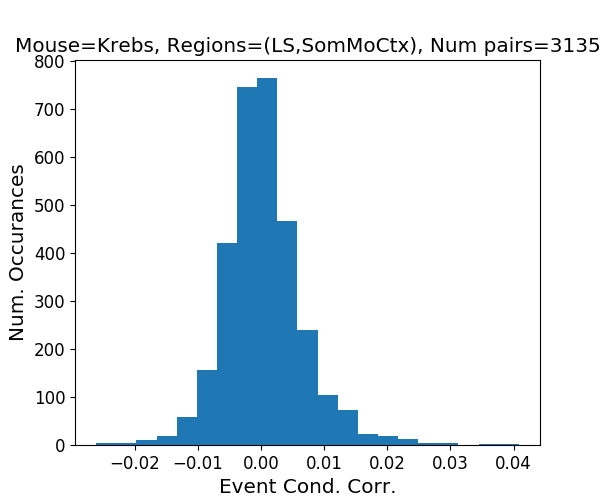 Mouse=Krebs, Regions=(LS,SomMoCtx), Num pairs=3135
800
700
600
500
400
300
200
100
0
Num. Occurances
−0.02 −0.01 0.00 0.01 0.02 0.03 0.04
Event Cond. Corr.